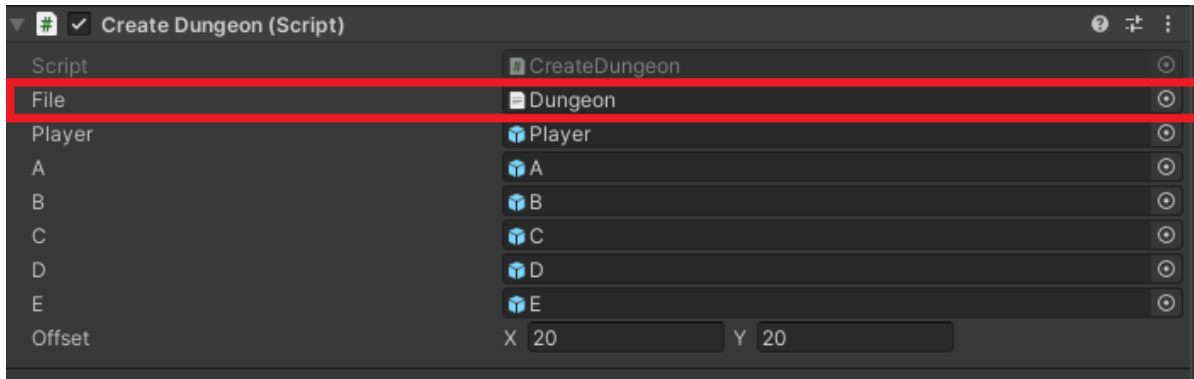 Create Dungeon (Script)
Script CreateDungeon
File Dungeon
Player Player
A A
B B
C C
D D
E E
Offset X 20 Y 20